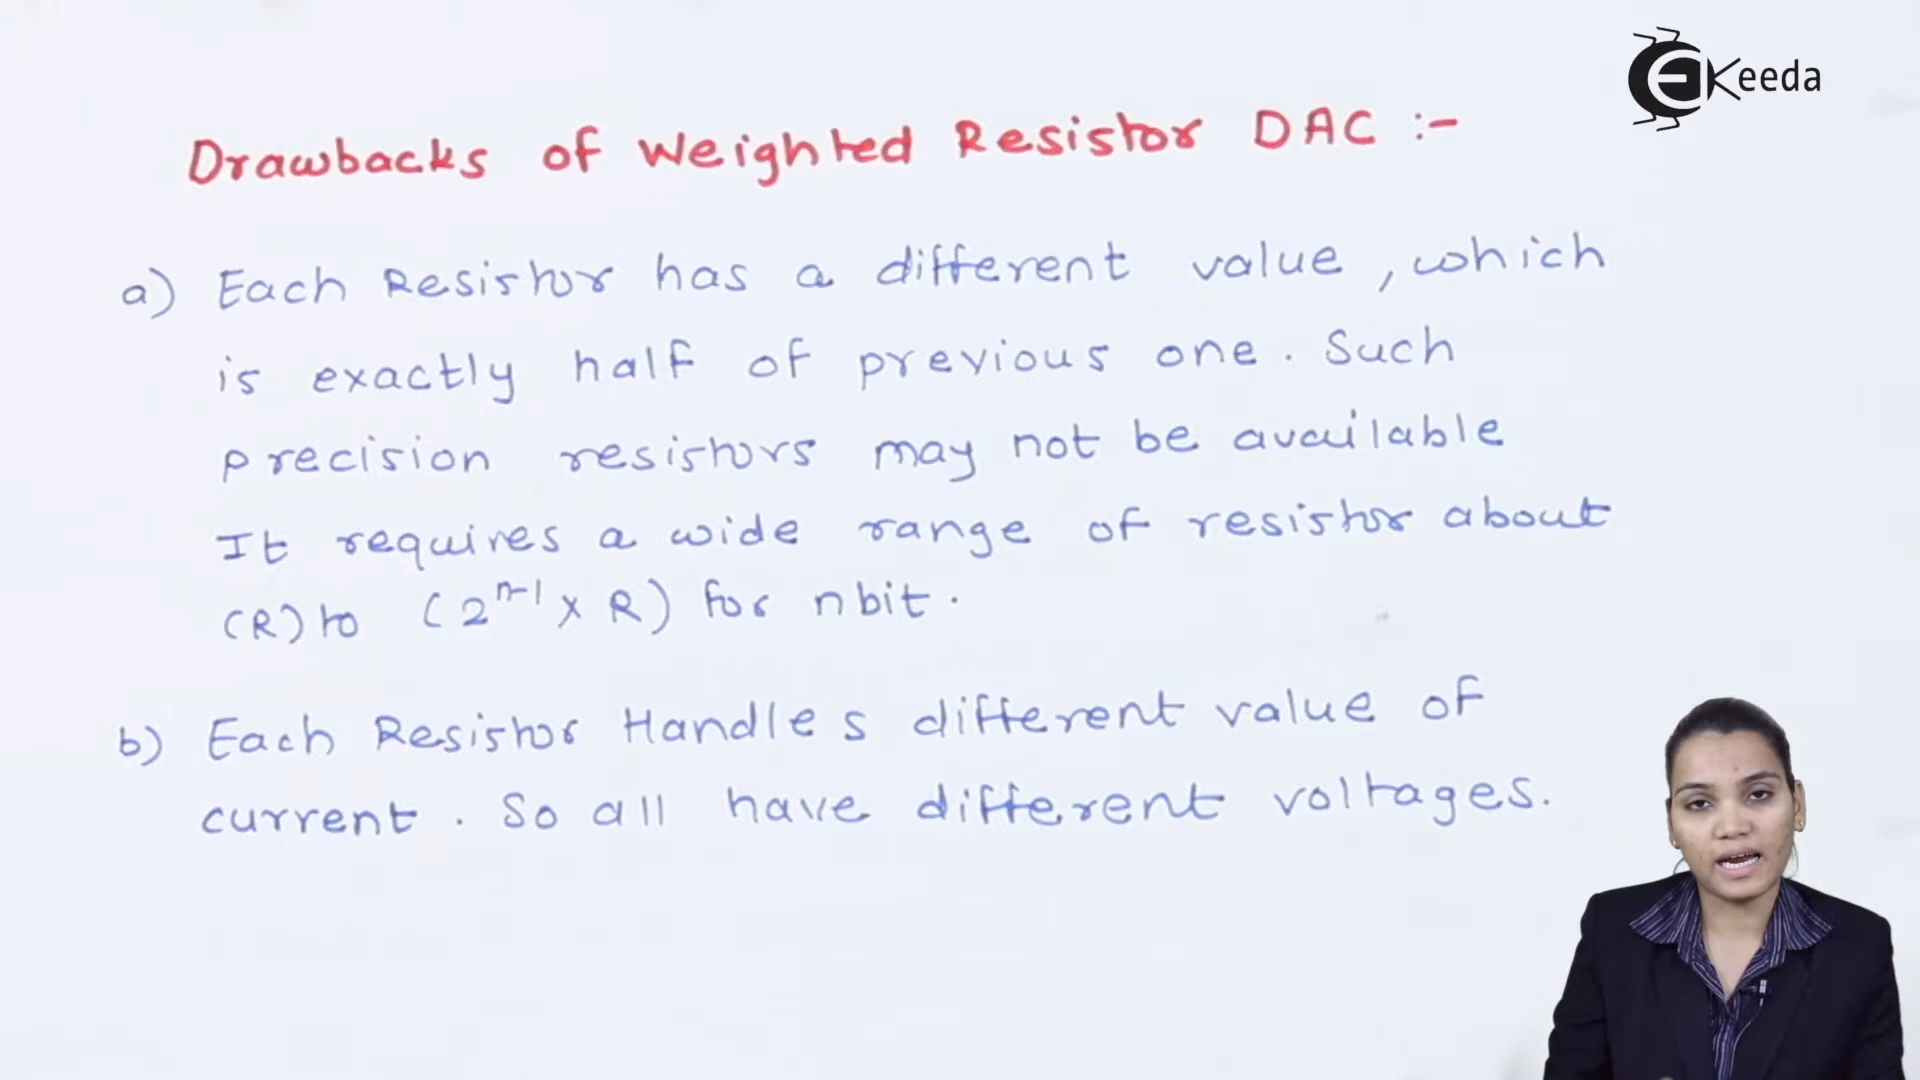 EKeeda
Drawbacks of Weighted Resistor DAC :-
a) Each Resistor has a different value, which
is exactly half of previous one. Such
precision resistors may not be available
It requires a wide range of resistor about
(R) to (2ⁿ⁻¹ × R) for n bit.
b) Each Resistor Handles different value of
current. So all have different voltages.